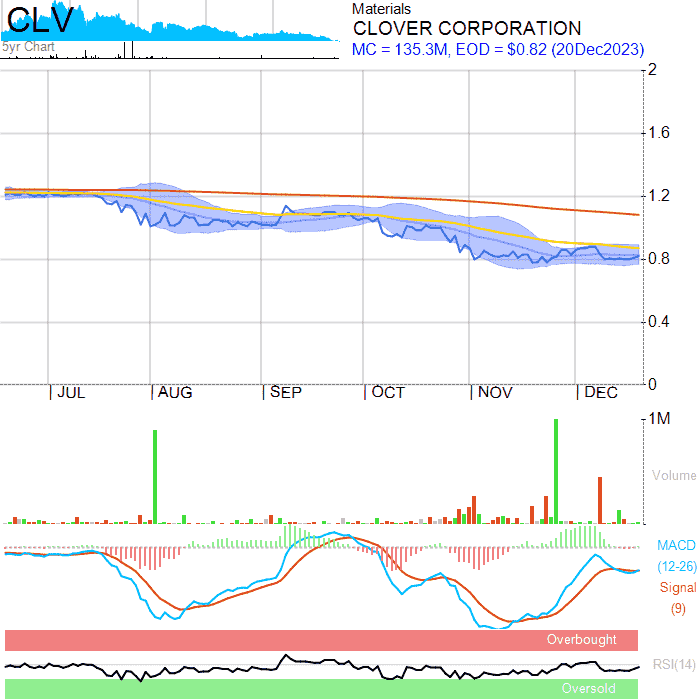 CLV
5yr Chart
Materials
CLOVER CORPORATION
MC = 135.3M, EOD = $0.82 (20Dec2023)
2
1.6
1.2
0.8
0.4
0
JUL AUG SEP OCT NOV DEC
1M
Volume
MACD
(12-26)
Signal
(9)
Overbought
RSI(14)
Oversold